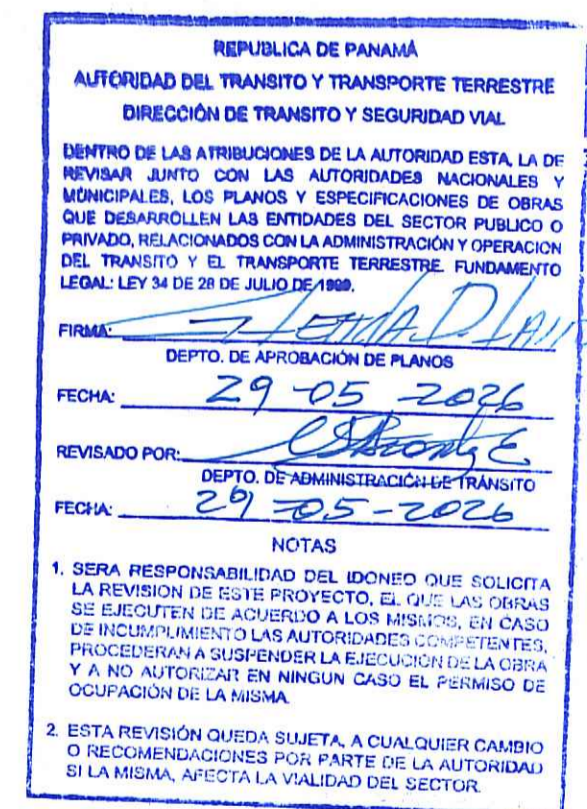 REPUBLICA DE PANAMÁ
AUTORIDAD DEL TRANSITO Y TRANSPORTE TERRESTRE
DIRECCIÓN DE TRANSITO Y SEGURIDAD VIAL
DENTRO DE LAS ATRIBUCIONES DE LA AUTORIDAD ESTA, LA DE
REVISAR JUNTO CON LAS AUTORIDADES NACIONALES Y
MUNICIPALES, LOS PLANOS Y ESPECIFICACIONES DE OBRAS
QUE DESARROLLEN LAS ENTIDADES DEL SECTOR PUBLICO O
PRIVADO, RELACIONADOS CON LA ADMINISTRACIÓN Y OPERACION
DEL TRANSITO Y EL TRANSPORTE TERRESTRE. FUNDAMENTO
LEGAL: LEY 34 DE 28 DE JULIO DE 1999.
FIRMA:
DEPTO. DE APROBACIÓN DE PLANOS
FECHA: 29-05-2026
REVISADO POR:
DEPTO. DE ADMINISTRACIÓN DE TRÁNSITO
FECHA: 29-05-2026
NOTAS
1. SERA RESPONSABILIDAD DEL IDONEO QUE SOLICITA
LA REVISION DE ESTE PROYECTO, EL QUE LAS OBRAS
SE EJECUTEN DE ACUERDO A LOS MISMOS, EN CASO
DE INCUMPLIMIENTO LAS AUTORIDADES COMPETENTES,
PROCEDERAN A SUSPENDER LA EJECUCIÓN DE LA OBRA
Y A NO AUTORIZAR EN NINGUN CASO EL PERMISO DE
OCUPACIÓN DE LA MISMA.
2. ESTA REVISIÓN QUEDA SUJETA, A CUALQUIER CAMBIO
O RECOMENDACIONES POR PARTE DE LA AUTORIDAD
SI LA MISMA, AFECTA LA VIALIDAD DEL SECTOR.